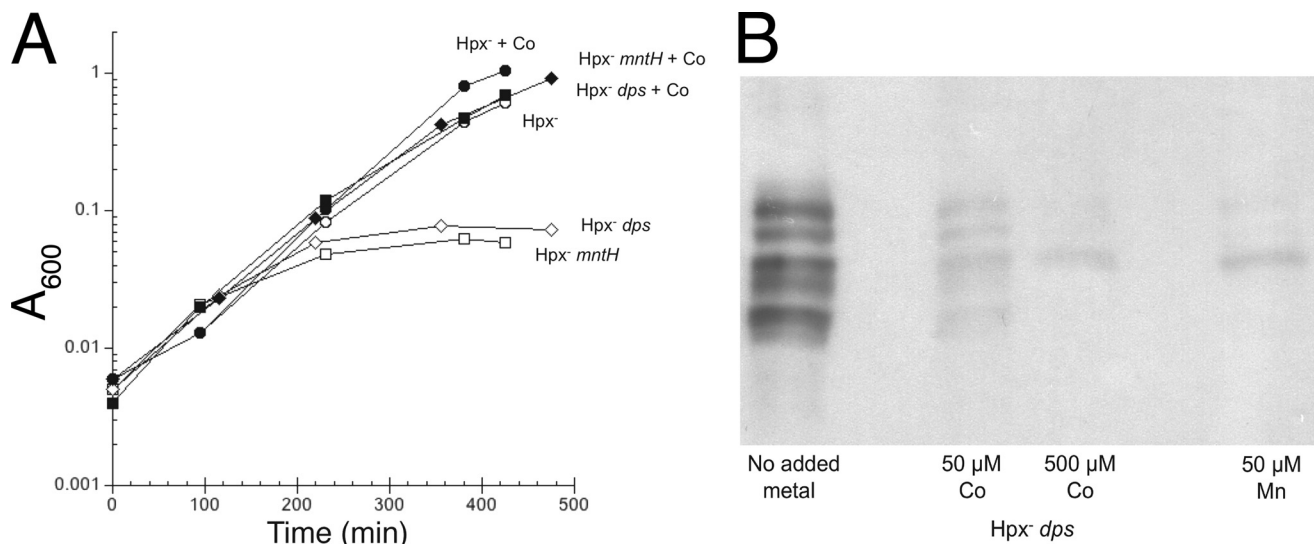 A
B
Hpx⁻ + Co
Hpx⁻ mntH + Co
Hpx⁻ dps + Co
Hpx⁻
Hpx⁻ dps
Hpx⁻ mntH
1
0.1
0.01
0.001
A₆₀₀
0 100 200 300 400 500
Time (min)
No added
metal
50 µM
Co
500 µM
Co
50 µM
Mn
Hpx⁻ dps